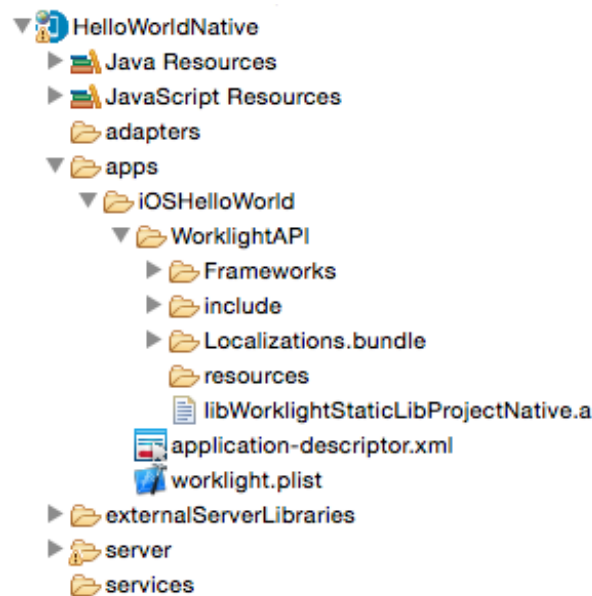 HelloWorldNative
Java Resources
JavaScript Resources
adapters
apps
iOSHelloWorld
WorklightAPI
Frameworks
include
Localizations.bundle
resources
libWorklightStaticLibProjectNative.a
application-descriptor.xml
worklight.plist
externalServerLibraries
server
services